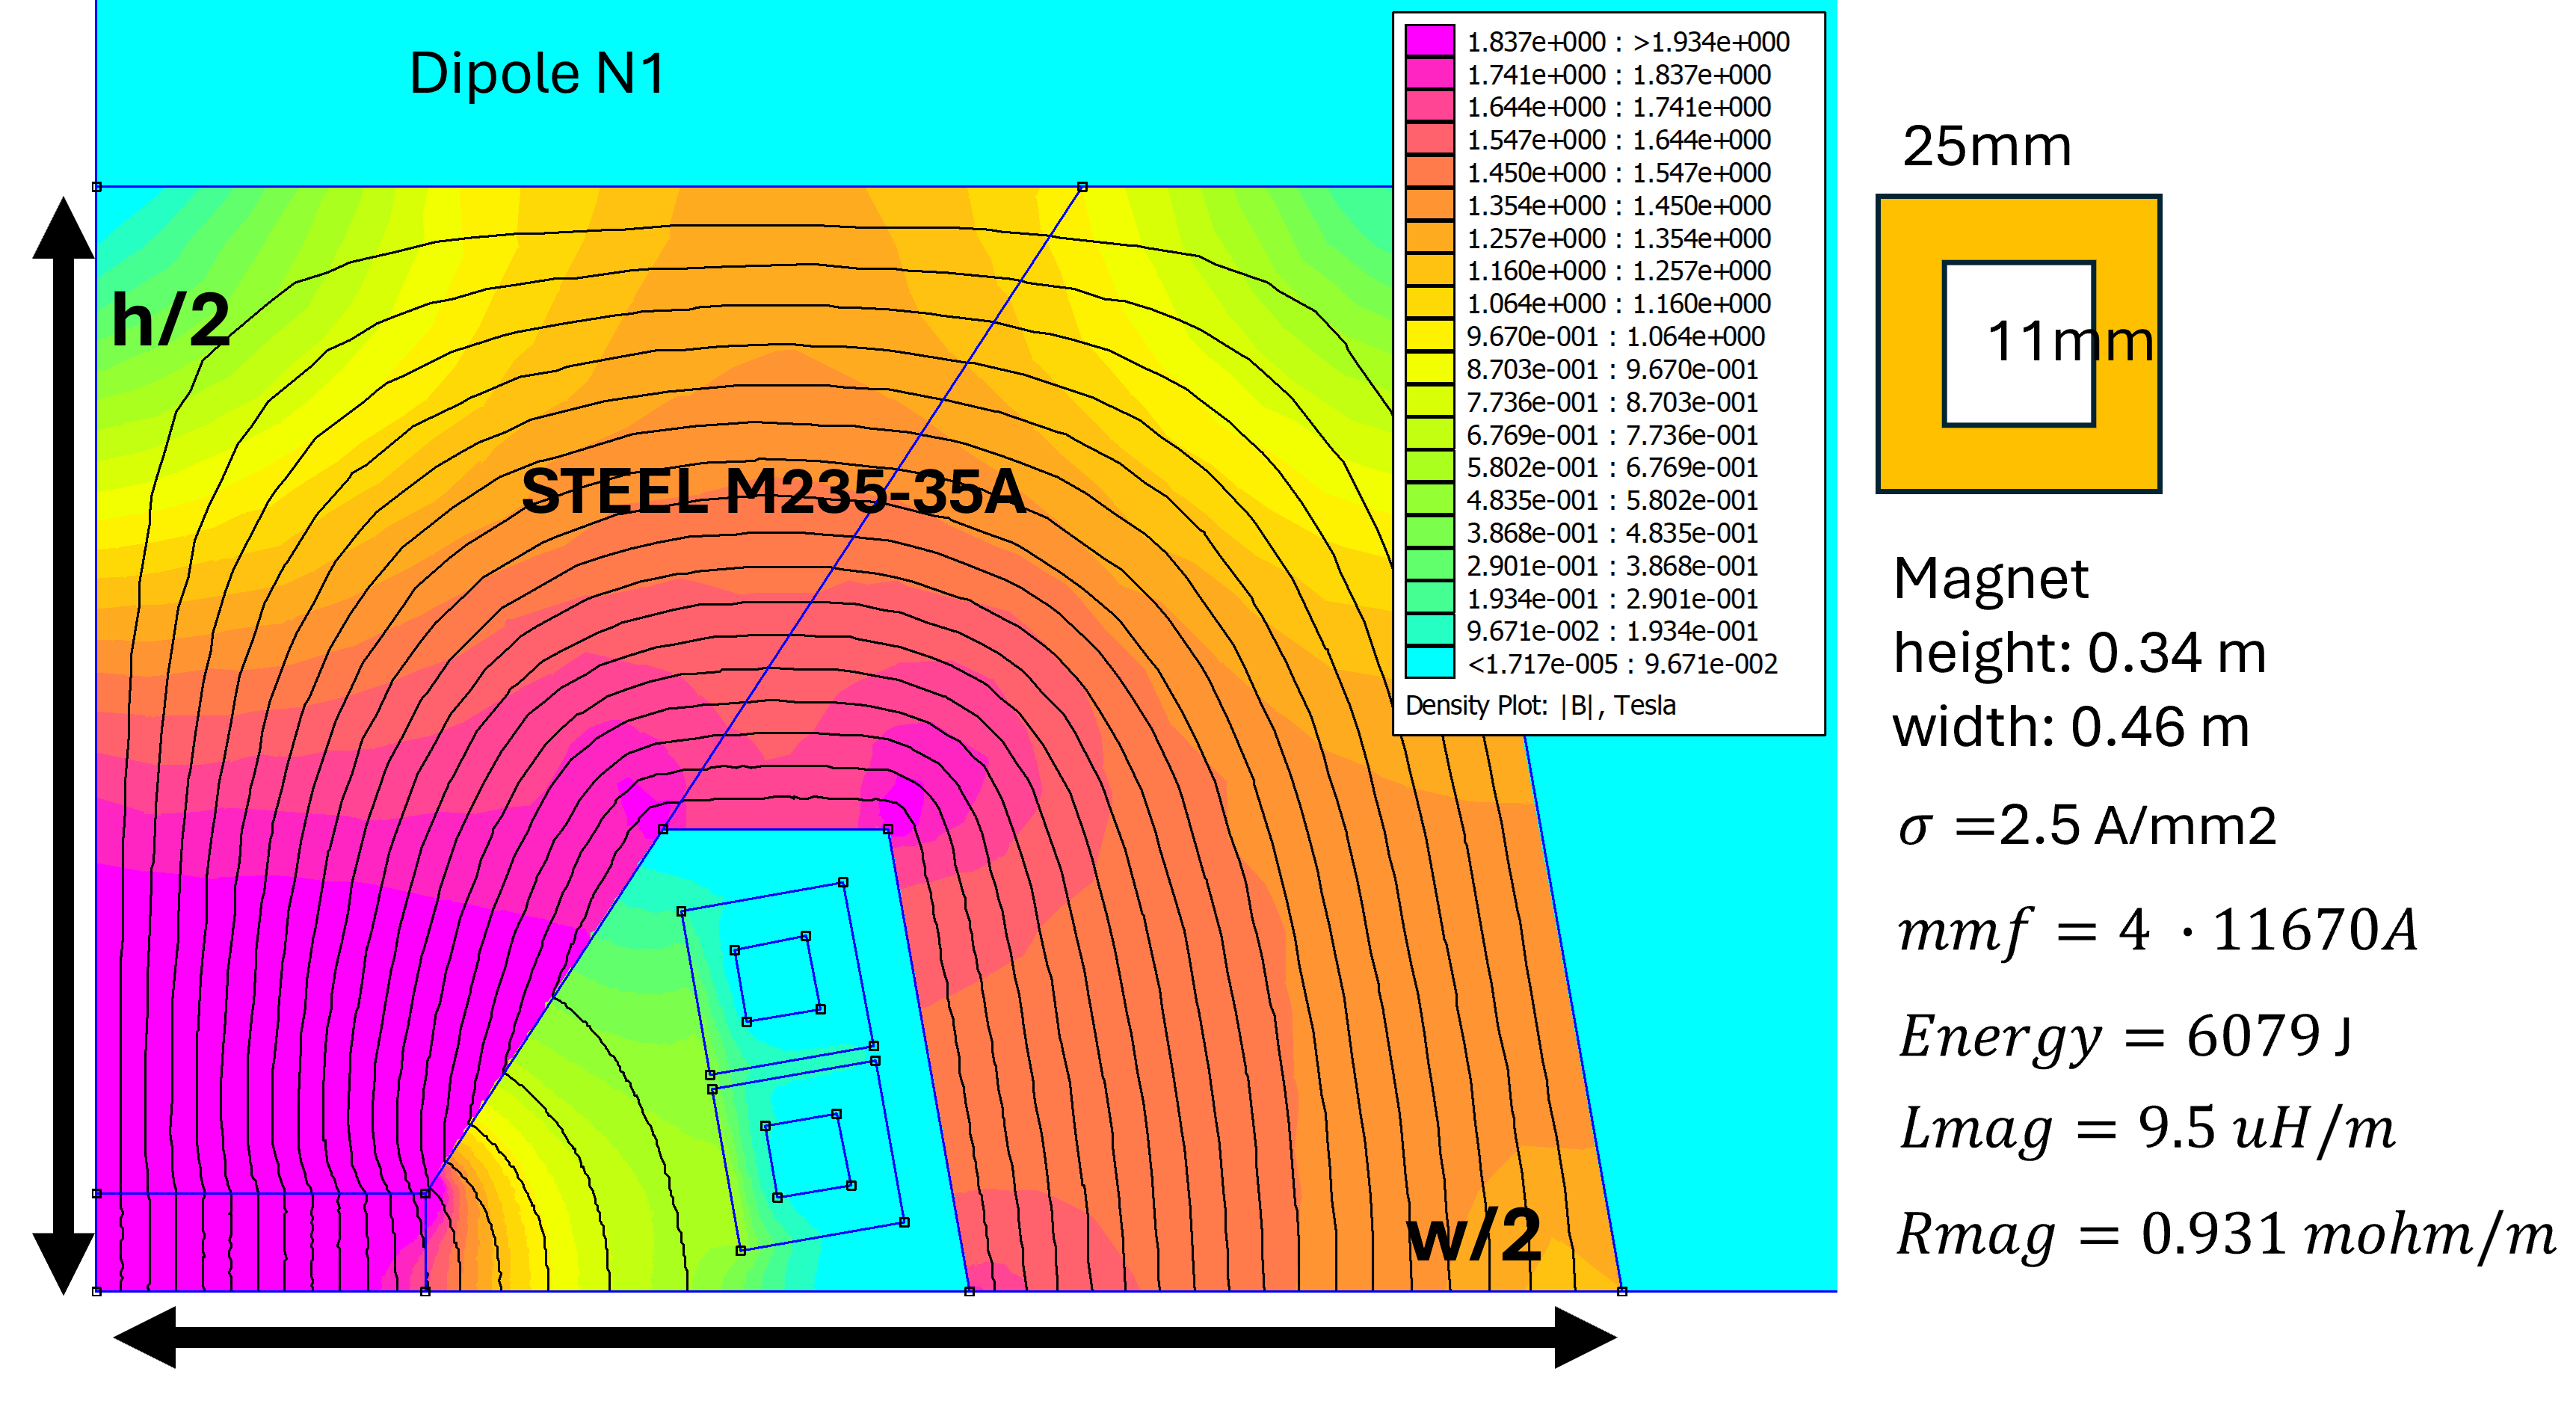 Dipole N1
1.837e+000 : >1.934e+000
1.741e+000 : 1.837e+000
1.644e+000 : 1.741e+000
1.547e+000 : 1.644e+000
1.450e+000 : 1.547e+000
1.354e+000 : 1.450e+000
1.257e+000 : 1.354e+000
1.160e+000 : 1.257e+000
1.064e+000 : 1.160e+000
9.670e-001 : 1.064e+000
8.703e-001 : 9.670e-001
7.736e-001 : 8.703e-001
6.769e-001 : 7.736e-001
5.802e-001 : 6.769e-001
4.835e-001 : 5.802e-001
3.868e-001 : 4.835e-001
2.901e-001 : 3.868e-001
1.934e-001 : 2.901e-001
9.671e-002 : 1.934e-001
<1.717e-005 : 9.671e-002
Density Plot: |B|, Tesla
h/2
STEEL M235-35A
w/2
25mm
11mm
Magnet
height: 0.34 m
width: 0.46 m
σ =2.5 A/mm2
mmf = 4 · 11670A
Energy = 6079 J
Lmag = 9.5 uH/m
Rmag = 0.931 mohm/m